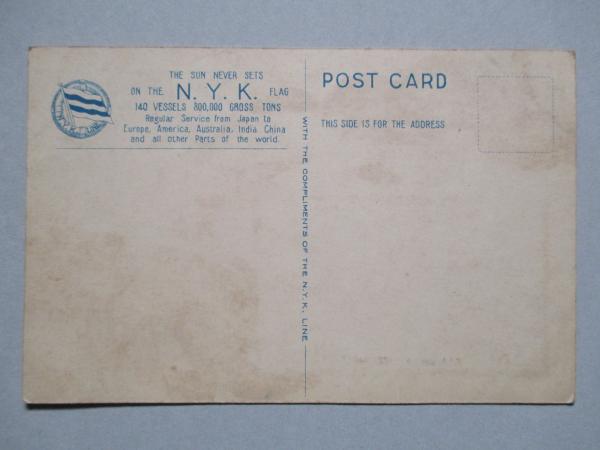 THE SUN NEVER SETS
ON THE N. Y. K. FLAG
140 VESSELS 800,000 GROSS TONS
Regular Service from Japan to
Europe, America, Australia, India China
and all other Parts of the world.
WITH THE COMPLIMENTS OF THE N.Y.K. LINE
POST CARD
THIS SIDE IS FOR THE ADDRESS